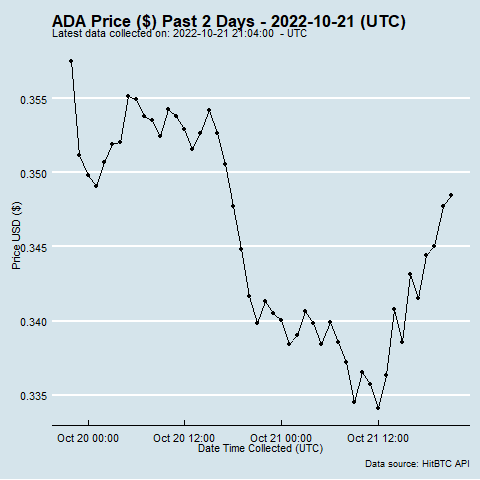 ADA Price ($) Past 2 Days - 2022-10-21 (UTC)
Latest data collected on: 2022-10-21 21:04:00  - UTC
0.355
0.350
0.345
0.340
0.335
Price USD ($)
Oct 20 00:00
Oct 20 12:00
Oct 21 00:00
Oct 21 12:00
Date Time Collected (UTC)
Data source: HitBTC API